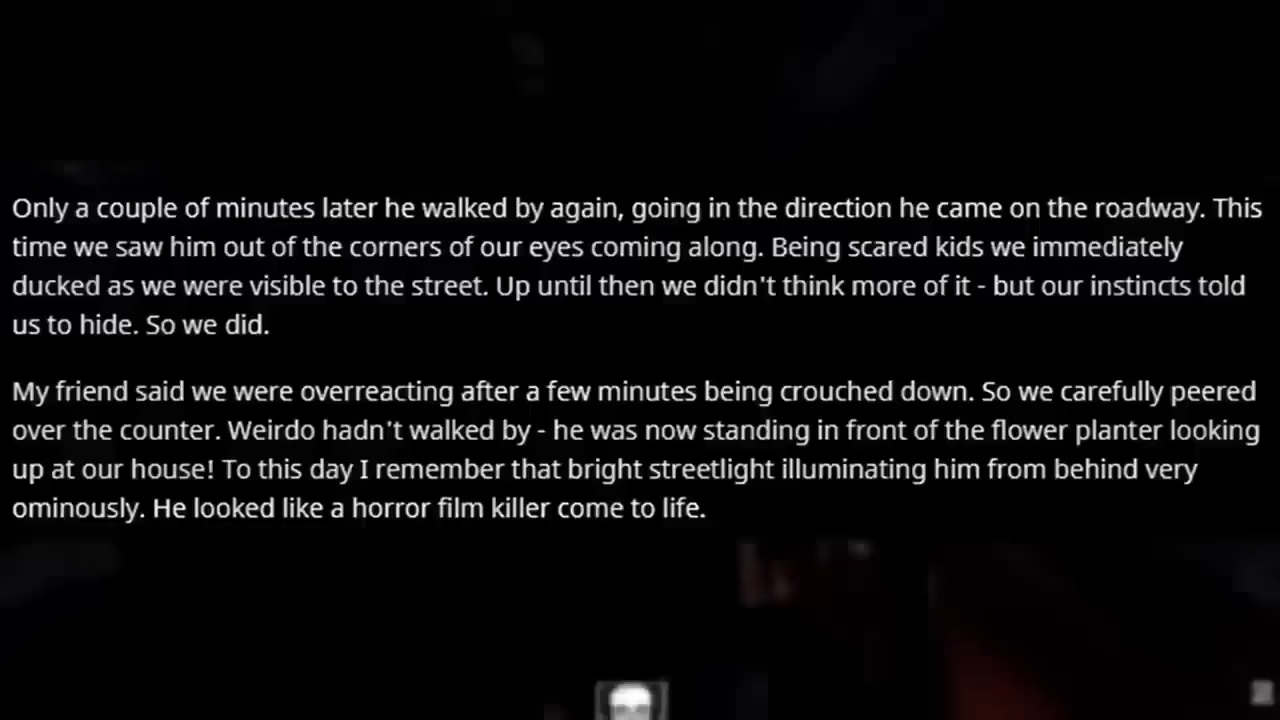 Only a couple of minutes later he walked by again, going in the direction he came on the roadway. This
time we saw him out of the corners of our eyes coming along. Being scared kids we immediately
ducked as we were visible to the street. Up until then we didn't think more of it - but our instincts told
us to hide. So we did.
My friend said we were overreacting after a few minutes being crouched down. So we carefully peered
over the counter. Weirdo hadn't walked by - he was now standing in front of the flower planter looking
up at our house! To this day I remember that bright streetlight illuminating him from behind very
ominously. He looked like a horror film killer come to life.